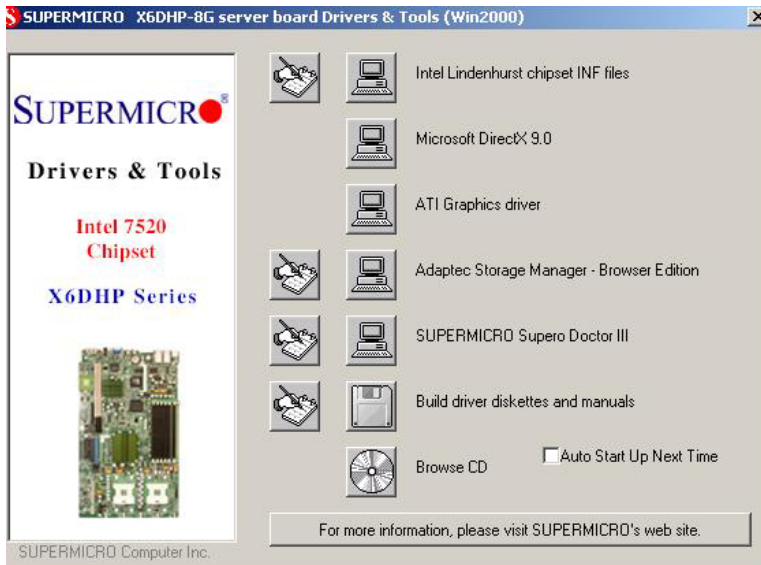 SUPERMICRO X6DHP-8G server board Drivers & Tools (Win2000)
SUPERMICRO®
Drivers & Tools
Intel 7520
Chipset
X6DHP Series
SUPERMICRO Computer Inc.
Intel Lindenhurst chipset INF files
Microsoft DirectX 9.0
ATI Graphics driver
Adaptec Storage Manager - Browser Edition
SUPERMICRO Supero Doctor III
Build driver diskettes and manuals
Browse CD
Auto Start Up Next Time
For more information, please visit SUPERMICRO's web site.